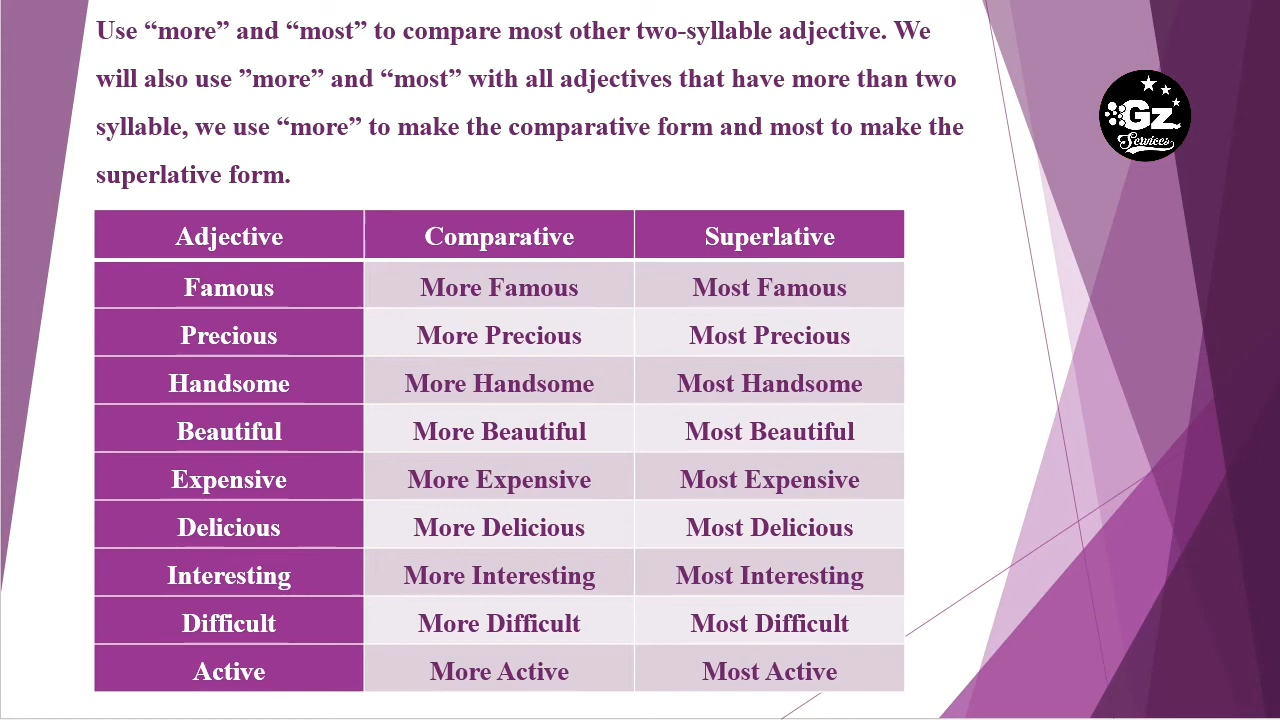 Use “more” and “most” to compare most other two-syllable adjective. We
will also use ”more” and “most” with all adjectives that have more than two
syllable, we use “more” to make the comparative form and most to make the
superlative form.
Gz
Services
Adjective Comparative Superlative
Famous More Famous Most Famous
Precious More Precious Most Precious
Handsome More Handsome Most Handsome
Beautiful More Beautiful Most Beautiful
Expensive More Expensive Most Expensive
Delicious More Delicious Most Delicious
Interesting More Interesting Most Interesting
Difficult More Difficult Most Difficult
Active More Active Most Active